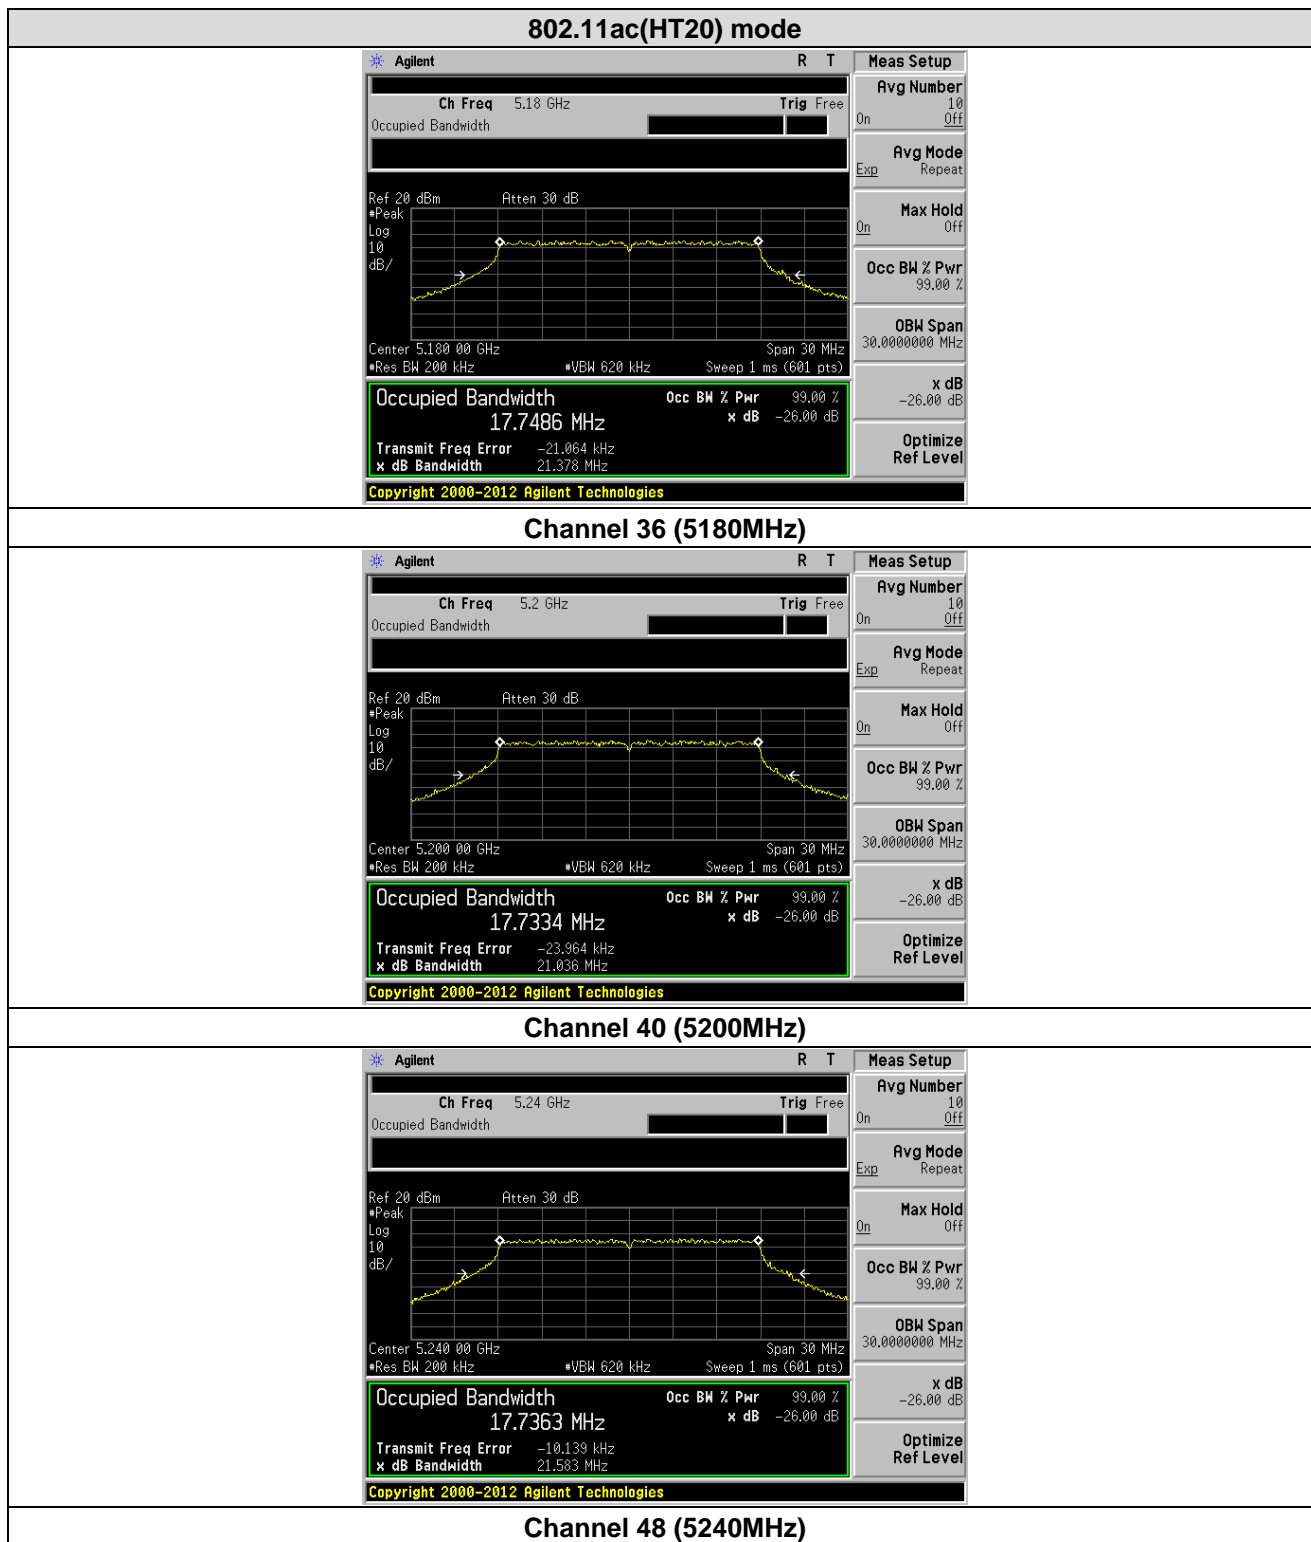 802.11ac(HT20) mode
Agilent R T Meas Setup
Ch Freq 5.18 GHz Trig Free
Occupied Bandwidth
Avg Number
10
On Off
Avg Mode
Exp Repeat
Max Hold
On Off
Occ BW % Pwr
99.00 %
OBW Span
30.0000000 MHz
x dB
-26.00 dB
Optimize
Ref Level
Ref 20 dBm Atten 30 dB
#Peak
Log
10
dB/
Center 5.180 00 GHz Span 30 MHz
#Res BW 200 kHz #VBW 620 kHz Sweep 1 ms (601 pts)
Occupied Bandwidth Occ BW % Pwr 99.00 %
17.7486 MHz x dB -26.00 dB
Transmit Freq Error -21.064 kHz
x dB Bandwidth 21.378 MHz
Copyright 2000-2012 Agilent Technologies
Channel 36 (5180MHz)
Agilent R T Meas Setup
Ch Freq 5.2 GHz Trig Free
Occupied Bandwidth
Avg Number
10
On Off
Avg Mode
Exp Repeat
Max Hold
On Off
Occ BW % Pwr
99.00 %
OBW Span
30.0000000 MHz
x dB
-26.00 dB
Optimize
Ref Level
Ref 20 dBm Atten 30 dB
#Peak
Log
10
dB/
Center 5.200 00 GHz Span 30 MHz
#Res BW 200 kHz #VBW 620 kHz Sweep 1 ms (601 pts)
Occupied Bandwidth Occ BW % Pwr 99.00 %
17.7334 MHz x dB -26.00 dB
Transmit Freq Error -23.964 kHz
x dB Bandwidth 21.036 MHz
Copyright 2000-2012 Agilent Technologies
Channel 40 (5200MHz)
Agilent R T Meas Setup
Ch Freq 5.24 GHz Trig Free
Occupied Bandwidth
Avg Number
10
On Off
Avg Mode
Exp Repeat
Max Hold
On Off
Occ BW % Pwr
99.00 %
OBW Span
30.0000000 MHz
x dB
-26.00 dB
Optimize
Ref Level
Ref 20 dBm Atten 30 dB
#Peak
Log
10
dB/
Center 5.240 00 GHz Span 30 MHz
#Res BW 200 kHz #VBW 620 kHz Sweep 1 ms (601 pts)
Occupied Bandwidth Occ BW % Pwr 99.00 %
17.7363 MHz x dB -26.00 dB
Transmit Freq Error -10.139 kHz
x dB Bandwidth 21.583 MHz
Copyright 2000-2012 Agilent Technologies
Channel 48 (5240MHz)